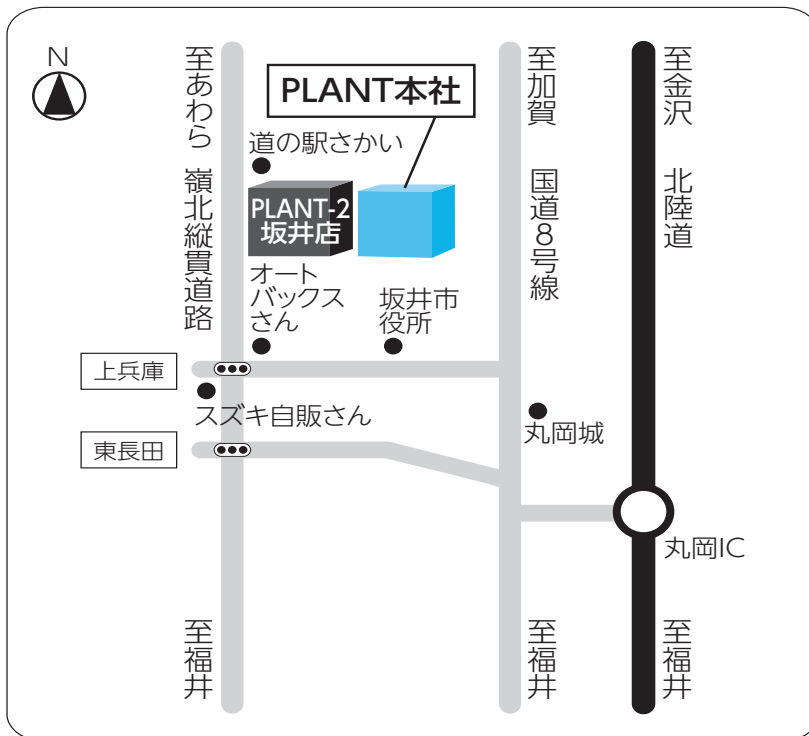 N
至あわら
嶺北縦貫道路
至福井
PLANT本社
道の駅さかい
PLANT-2
坂井店
オート
バックス
さん
坂井市
役所
上兵庫
スズキ自販さん
東長田
至加賀
国道8号線
至福井
丸岡城
至金沢
北陸道
丸岡IC
至福井